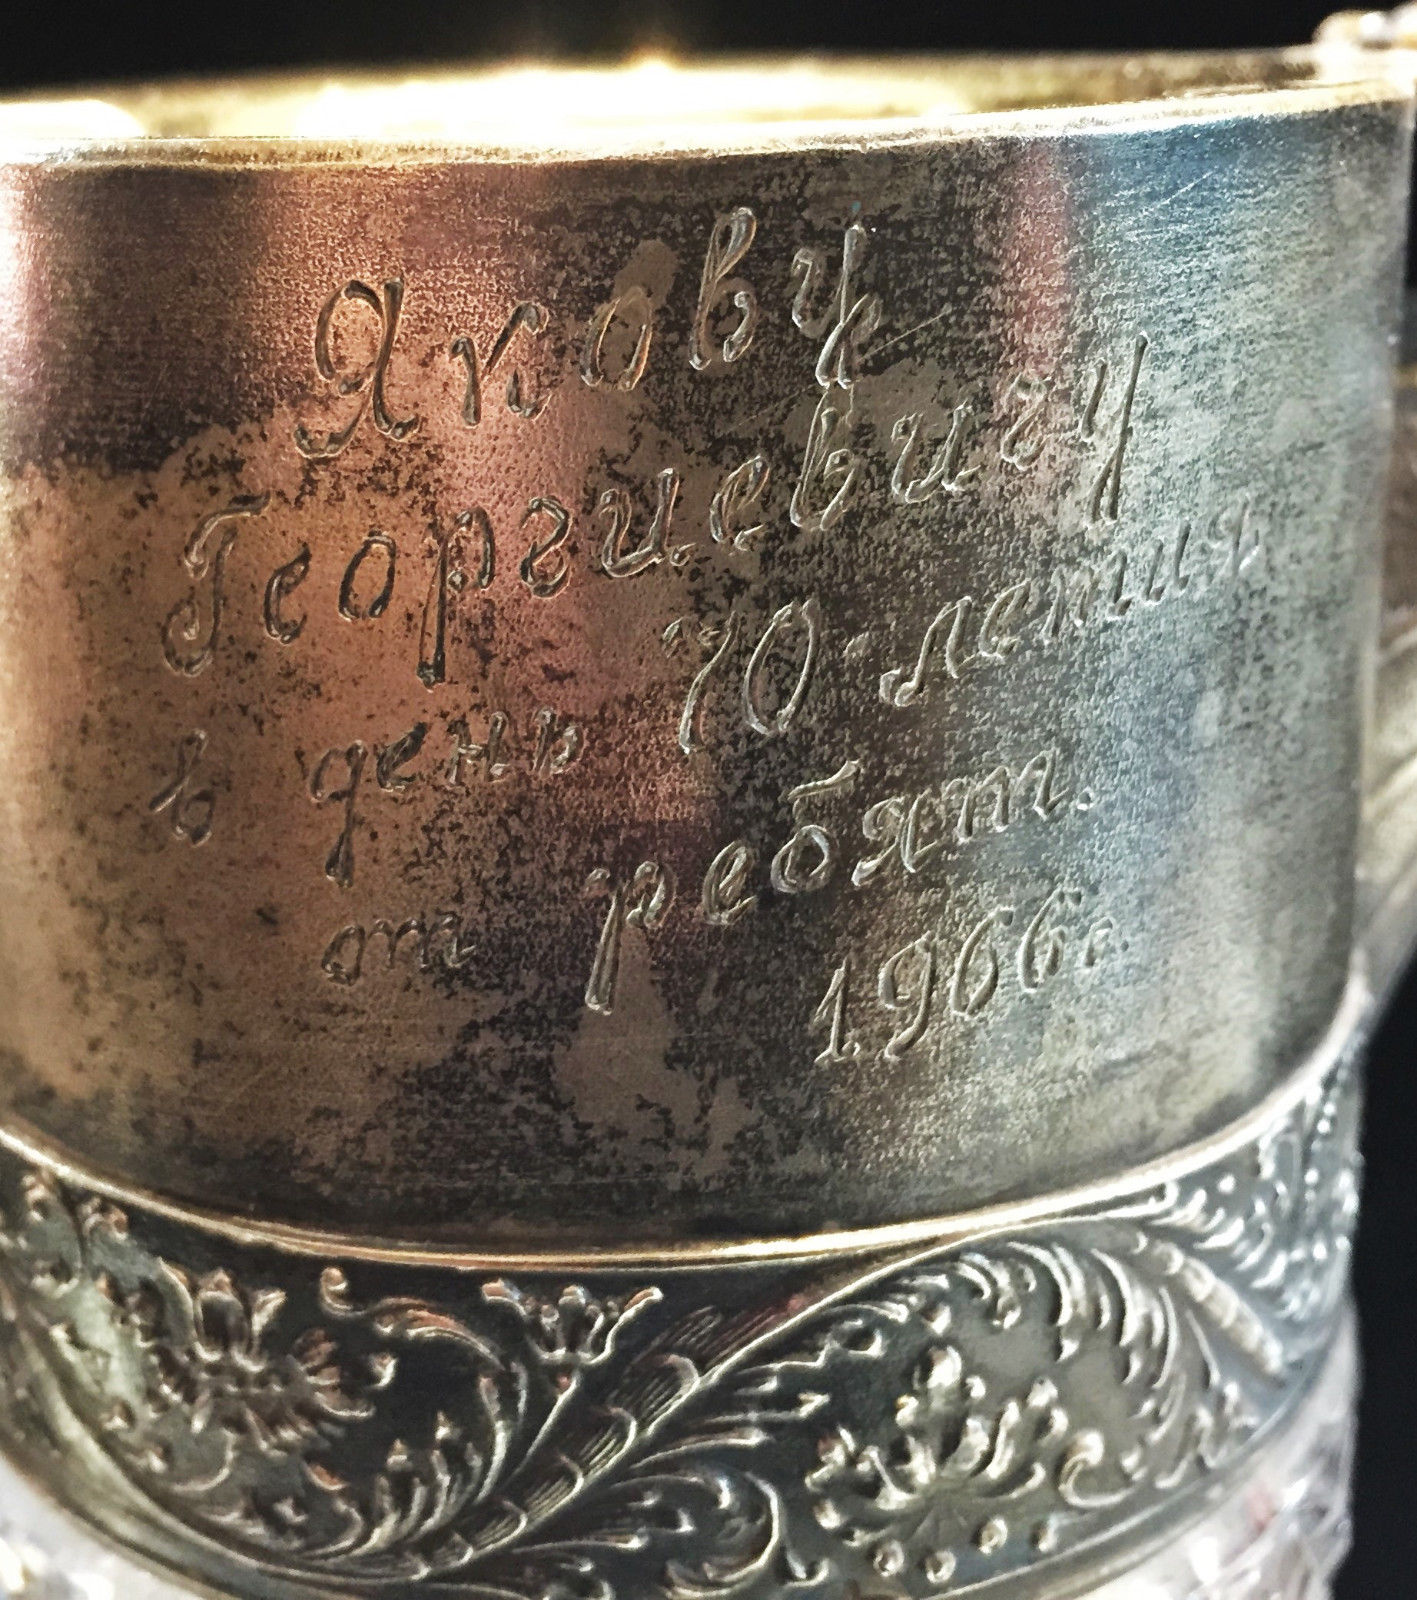 Якову
Георгиевичу
в день 70-летия
от ребят.
1966г.